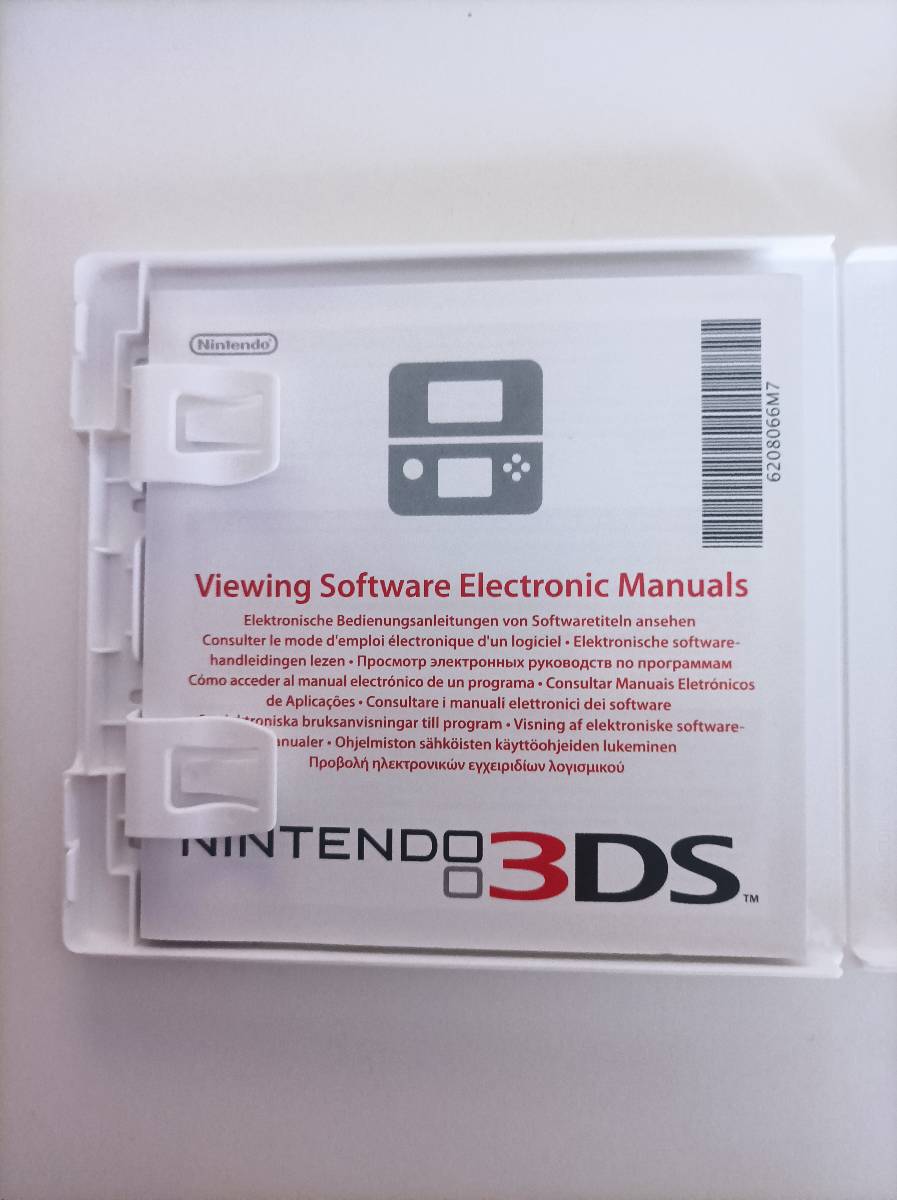 Nintendo
6208066M7
Viewing Software Electronic Manuals
Elektronische Bedienungsanleitungen von Softwaretiteln ansehen
Consulter le mode d'emploi électronique d'un logiciel • Elektronische software-
handleidingen lezen • Просмотр электронных руководств по программам
Cómo acceder al manual electrónico de un programa • Consultar Manuais Eletrónicos
de Aplicações • Consultare i manuali elettronici dei software
bruksanvisningar till program • Visning af elektroniske software-
• Ohjelmiston sähköisten käyttöohjeiden lukeminen
Προβολή ηλεκτρονικών εγχειριδίων λογισμικού
NINTENDO 3DS™